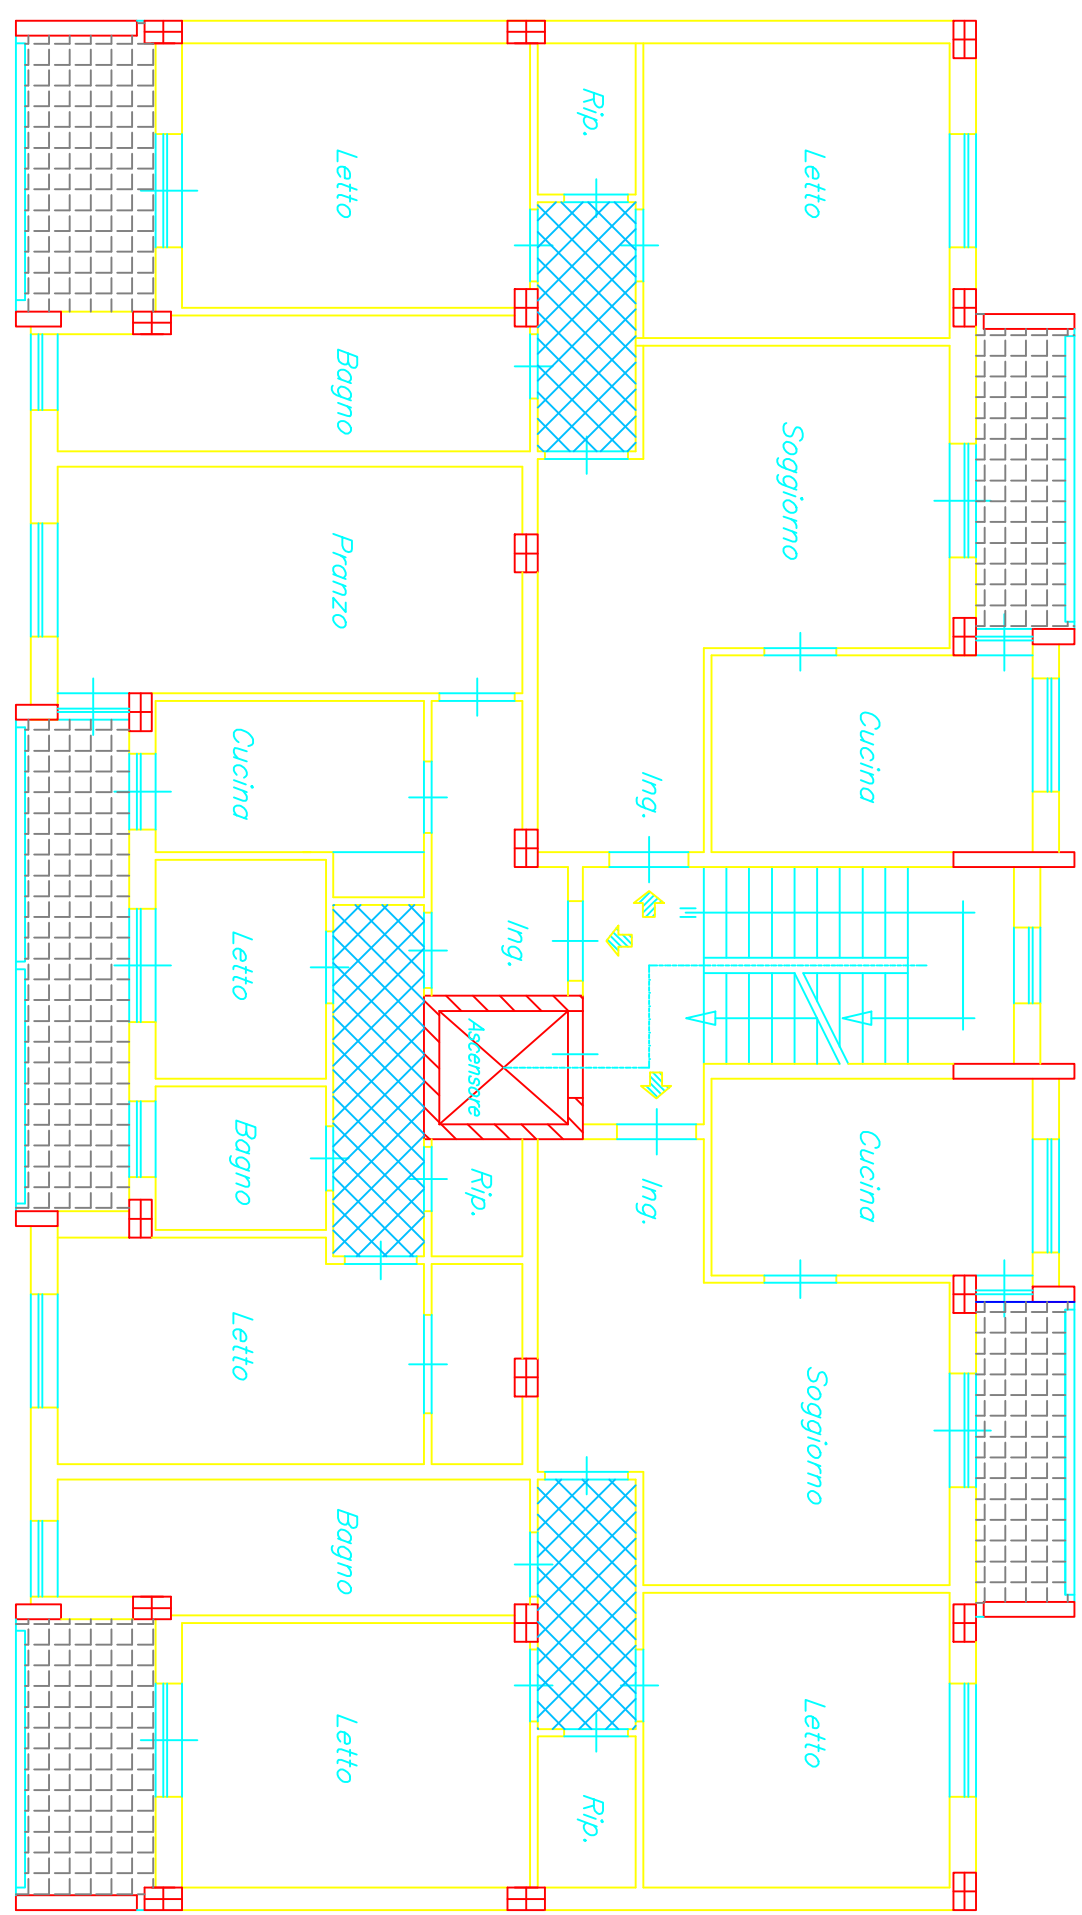 Rip.
Letto
Letto
Bagno
Soggiorno
Pranzo
Cucina
Cucina
Ing.
Letto
Ing.
Ascensore
Bagno
Rip.
Ing.
Cucina
Letto
Soggiorno
Bagno
Letto
Letto
Rip.